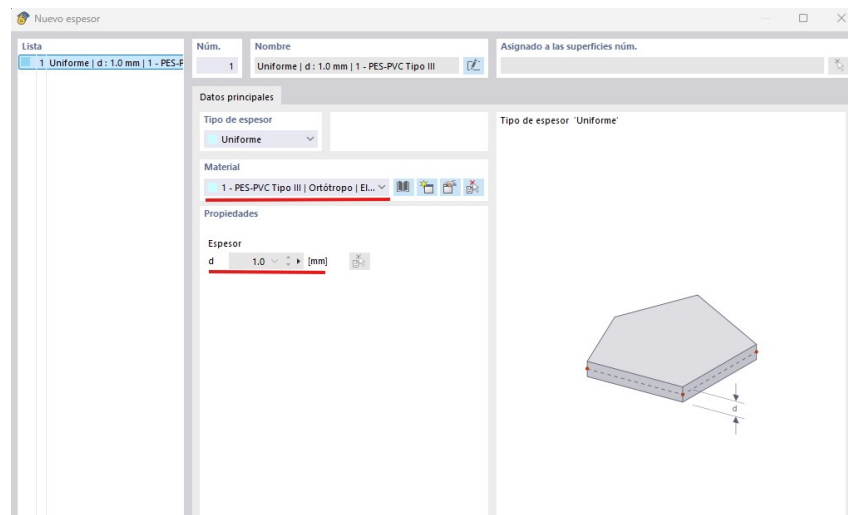 Nuevo espesor
Lista
1 Uniforme | d : 1.0 mm | 1 - PES-P
Núm.
1
Nombre
Uniforme | d : 1.0 mm | 1 - PES-PVC Tipo III
Asignado a las superficies núm.
Datos principales
Tipo de espesor
Uniforme
Material
1 - PES-PVC Tipo III | Ortótropo | El...
Propiedades
Espesor
d 1.0 [mm]
Tipo de espesor 'Uniforme'
d